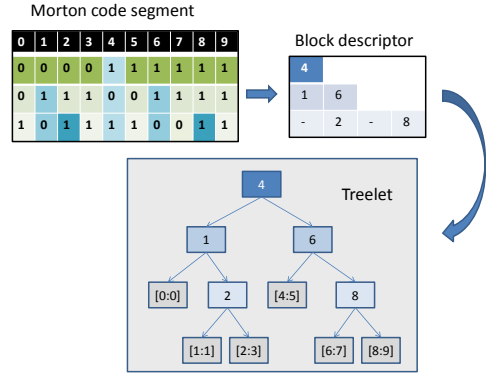 Morton code segment
0 1 2 3 4 5 6 7 8 9
0 0 0 0 1 1 1 1 1 1
0 1 1 1 0 0 1 1 1 1
1 0 1 1 1 1 0 0 1 1
Block descriptor
4
1 6
- 2 - 8
Treelet
4
1 6
[0:0] 2 [4:5] 8
[1:1] [2:3] [6:7] [8:9]